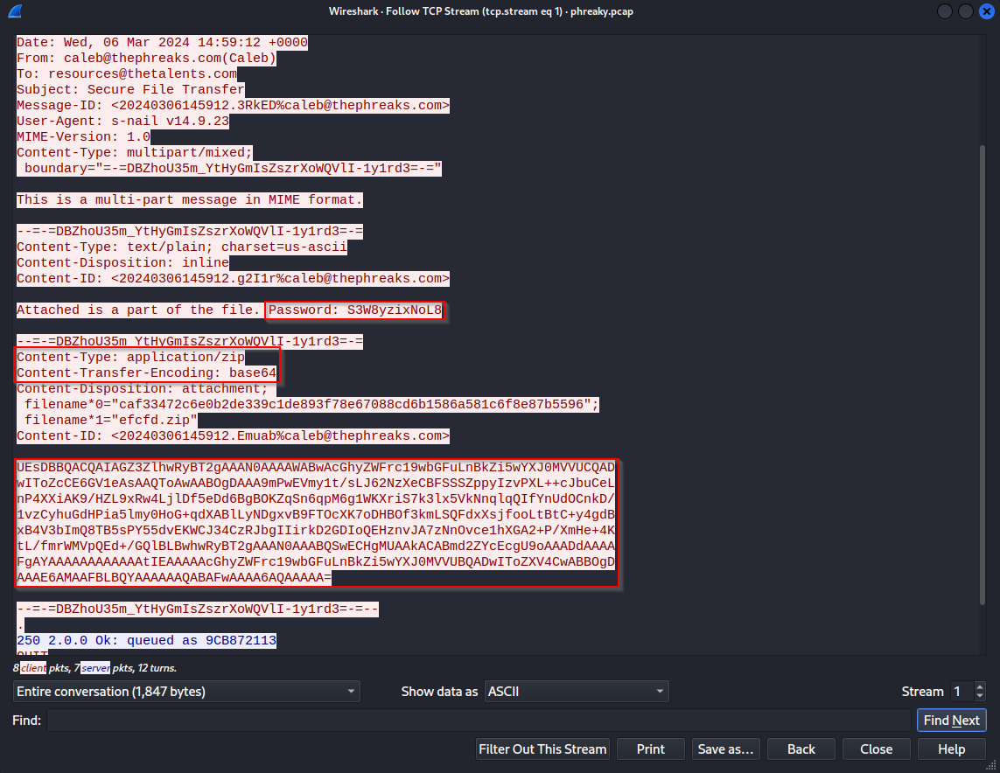 Wireshark · Follow TCP Stream (tcp.stream eq 1) · phreaky.pcap
Date: Wed, 06 Mar 2024 14:59:12 +0000
From: caleb@thephreaks.com(Caleb)
To: resources@thetalents.com
Subject: Secure File Transfer
Message-ID: <20240306145912.3RkED%caleb@thephreaks.com>
User-Agent: s-nail v14.9.23
MIME-Version: 1.0
Content-Type: multipart/mixed;
 boundary="=-=DBZhoU35m_YtHyGmIsZszrXoWQVlI-1y1rd3=-="
This is a multi-part message in MIME format.
--=-=DBZhoU35m_YtHyGmIsZszrXoWQVlI-1y1rd3=-=
Content-Type: text/plain; charset=us-ascii
Content-Disposition: inline
Content-ID: <20240306145912.g2I1r%caleb@thephreaks.com>
Attached is a part of the file. Password: S3W8yzixNoL8
--=-=DBZhoU35m_YtHyGmIsZszrXoWQVlI-1y1rd3=-=
Content-Type: application/zip
Content-Transfer-Encoding: base64
Content-Disposition: attachment;
 filename*0="caf33472c6e0b2de339c1de893f78e67088cd6b1586a581c6f8e87b5596";
 filename*1="efcfd.zip"
Content-ID: <20240306145912.Emuab%caleb@thephreaks.com>
UEsDBBQACQAIAGZ3ZlhwRyBT2gAAAN0AAAAWABwAcGhyZWFrc19wbGFuLnBkZi5wYXJ0MVVUCQAD
wIToZcCE6GV1eAsAAQToAwAABOgDAAA9mPwEVmy1t/sLJ62NzXeCBFSSSZppyIzvPXL++cJbuCeL
nP4XXiAK9/HZL9xRw4LjlDf5eDd6BgBOKZqSn6qpM6g1WKXriS7k3lx5VkNnqlqQIfYnUdOCnkD/
1vzCyhuGdHPia5lmy0HoG+qdXABlLyNDgxvB9FTOcXK7oDHBOf3kmLSQFdxXsjfooLtBtC+y4gdB
xB4V3bImQ8TB5sPY55dvEKWCJ34CzRJbgIIirkD2GDIoQEHznvJA7zNnOvce1hXGA2+P/XmHe+4K
tL/fmrWMVpQEd+/GQlBLBwhwRyBT2gAAAN0AAABQSwECHgMUAAkACABmd2ZYcEcgU9oAAADdAAAA
FgAYAAAAAAAAAAAAtIEAAAAAcGhyZWFrc19wbGFuLnBkZi5wYXJ0MVVUBQADwIToZXV4CwABBOgD
AAAE6AMAAFBLBQYAAAAAAQABAFwAAAA6AQAAAAA=
--=-=DBZhoU35m_YtHyGmIsZszrXoWQVlI-1y1rd3=-=--
.
250 2.0.0 Ok: queued as 9CB872113
QUIT
8 client pkts, 7 server pkts, 12 turns.
Entire conversation (1,847 bytes) Show data as ASCII Stream 1
Find: Find Next
Filter Out This Stream Print Save as… Back Close Help